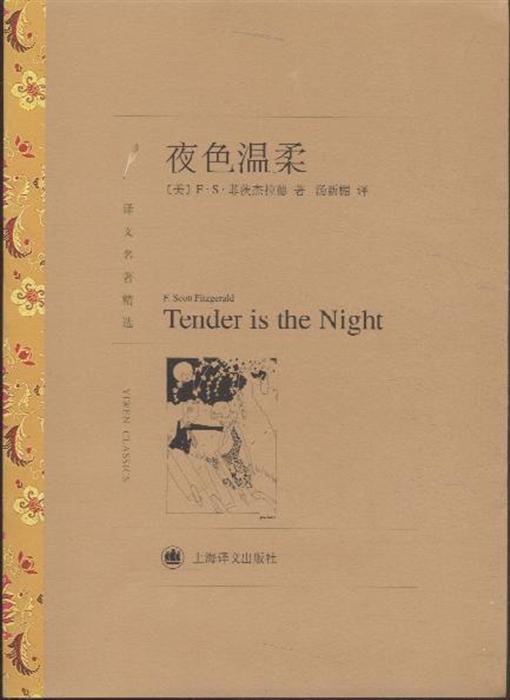 夜色温柔
［美］F·S·菲茨杰拉德 著 汤新楣 译
译文名著精选
YIWEN CLASSICS
F. Scott Fitzgerald
Tender is the Night
上海译文出版社